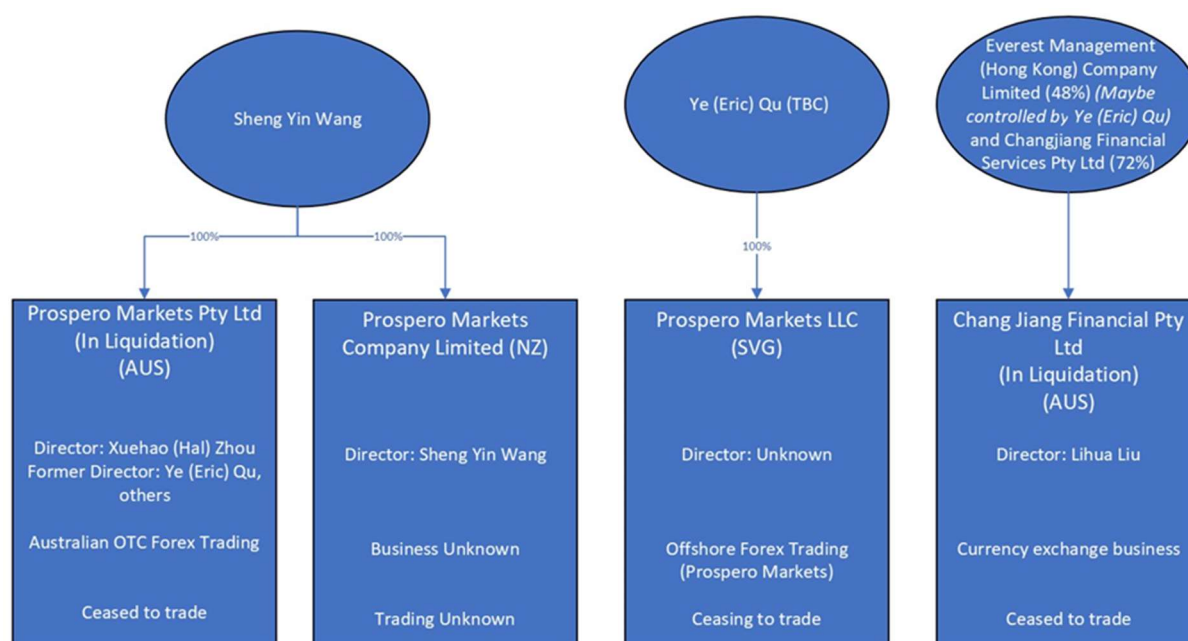 Sheng Yin Wang
Ye (Eric) Qu (TBC)
Everest Management
(Hong Kong) Company
Limited (48%) (Maybe
controlled by Ye (Eric) Qu)
and Changjiang Financial
Services Pty Ltd (72%)
100%
100%
100%
Prospero Markets Pty Ltd
(In Liquidation)
(AUS)
Director: Xuehao (Hal) Zhou
Former Director: Ye (Eric) Qu,
others
Australian OTC Forex Trading
Ceased to trade
Prospero Markets
Company Limited (NZ)
Director: Sheng Yin Wang
Business Unknown
Trading Unknown
Prospero Markets LLC
(SVG)
Director: Unknown
Offshore Forex Trading
(Prospero Markets)
Ceasing to trade
Chang Jiang Financial Pty
Ltd
(In Liquidation)
(AUS)
Director: Lihua Liu
Currency exchange business
Ceased to trade